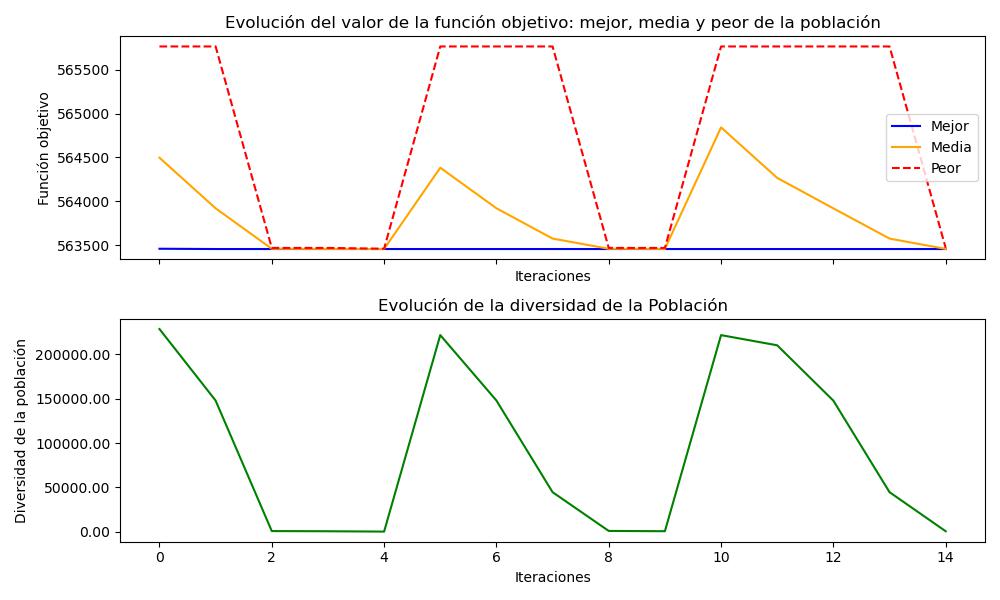 Evolución del valor de la función objetivo: mejor, media y peor de la población
Función objetivo
565500
565000
564500
564000
563500
Mejor
Media
Peor
Iteraciones
Evolución de la diversidad de la Población
Diversidad de la población
200000.00
150000.00
100000.00
50000.00
0.00
0 2 4 6 8 10 12 14
Iteraciones